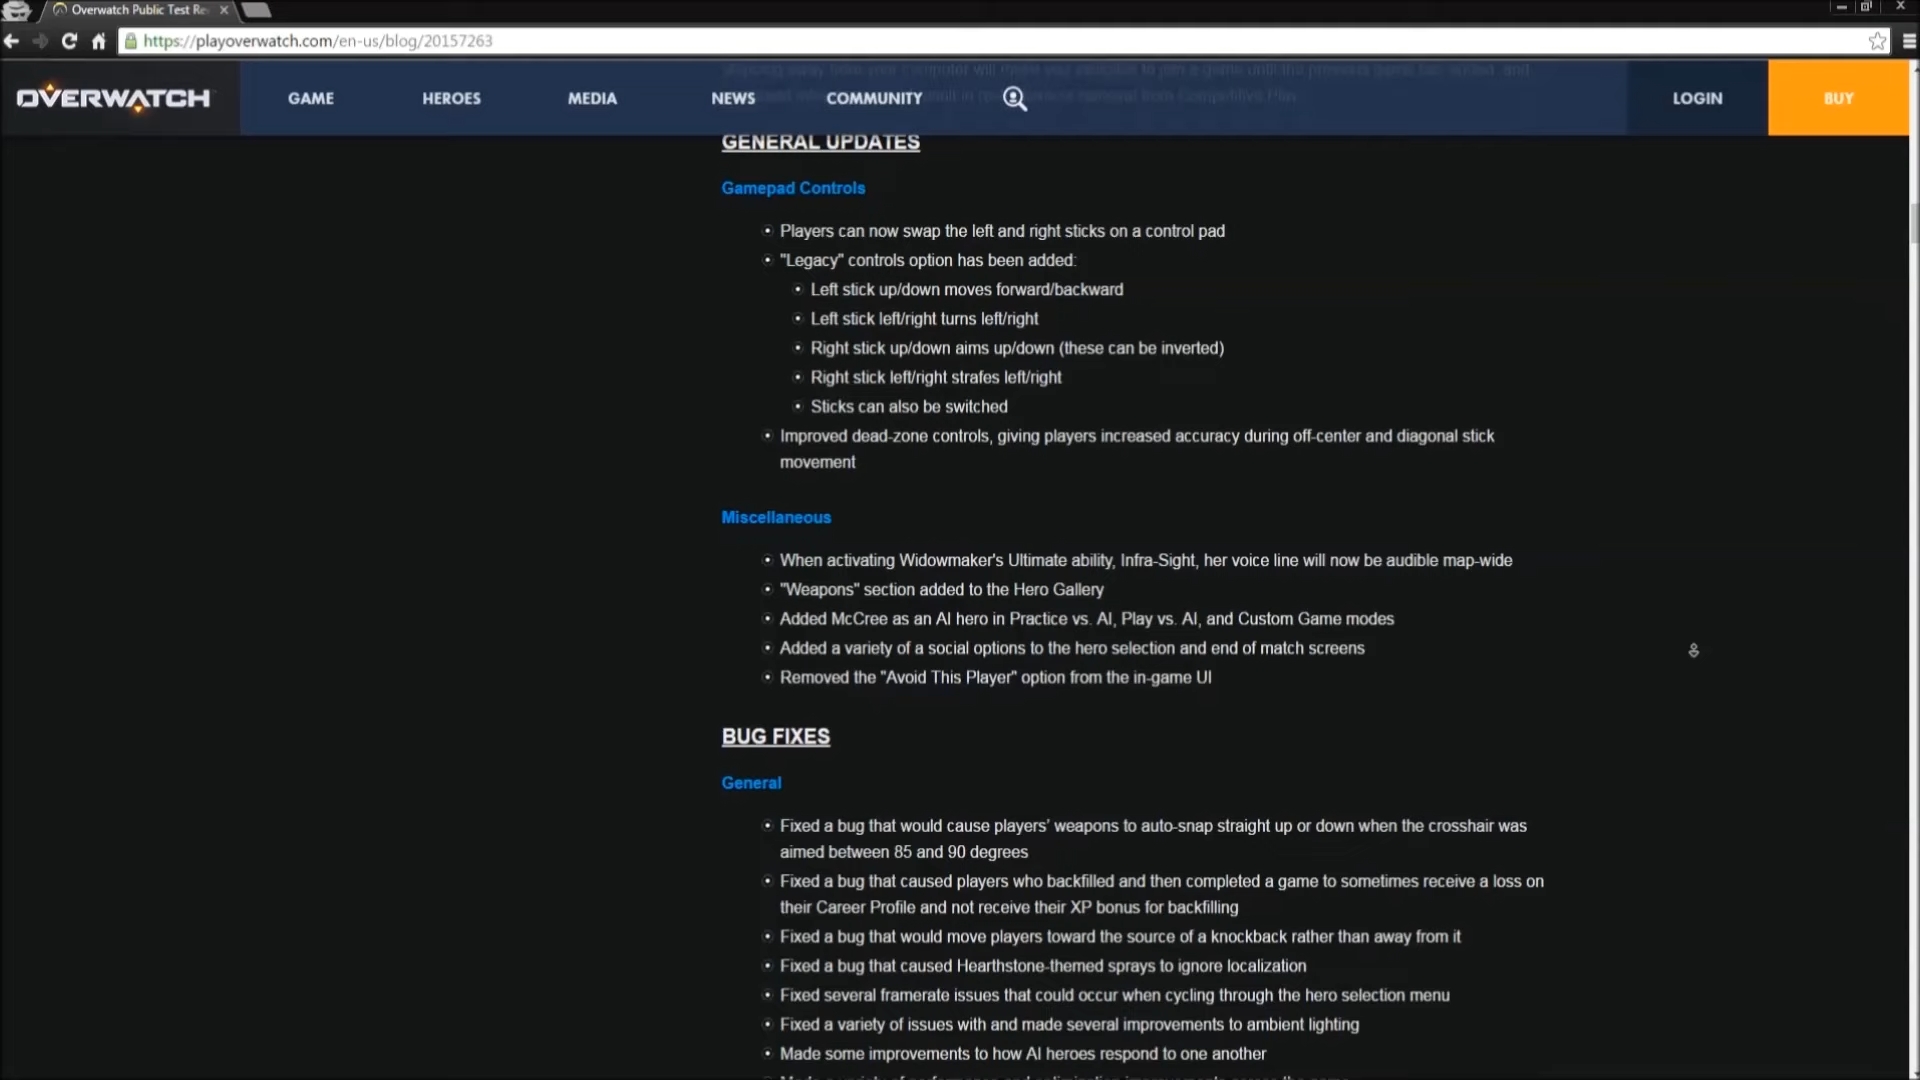 Overwatch Public Test Re
https://playoverwatch.com/en-us/blog/20157263
OVERWATCH
GAME
HEROES
MEDIA
NEWS
COMMUNITY
LOGIN
BUY
GENERAL UPDATES
Gamepad Controls
• Players can now swap the left and right sticks on a control pad
• "Legacy" controls option has been added:
• Left stick up/down moves forward/backward
• Left stick left/right turns left/right
• Right stick up/down aims up/down (these can be inverted)
• Right stick left/right strafes left/right
• Sticks can also be switched
• Improved dead-zone controls, giving players increased accuracy during off-center and diagonal stick
movement
Miscellaneous
• When activating Widowmaker's Ultimate ability, Infra-Sight, her voice line will now be audible map-wide
• "Weapons" section added to the Hero Gallery
• Added McCree as an AI hero in Practice vs. AI, Play vs. AI, and Custom Game modes
• Added a variety of a social options to the hero selection and end of match screens
• Removed the "Avoid This Player" option from the in-game UI
BUG FIXES
General
• Fixed a bug that would cause players' weapons to auto-snap straight up or down when the crosshair was
aimed between 85 and 90 degrees
• Fixed a bug that caused players who backfilled and then completed a game to sometimes receive a loss on
their Career Profile and not receive their XP bonus for backfilling
• Fixed a bug that would move players toward the source of a knockback rather than away from it
• Fixed a bug that caused Hearthstone-themed sprays to ignore localization
• Fixed several framerate issues that could occur when cycling through the hero selection menu
• Fixed a variety of issues with and made several improvements to ambient lighting
• Made some improvements to how AI heroes respond to one another